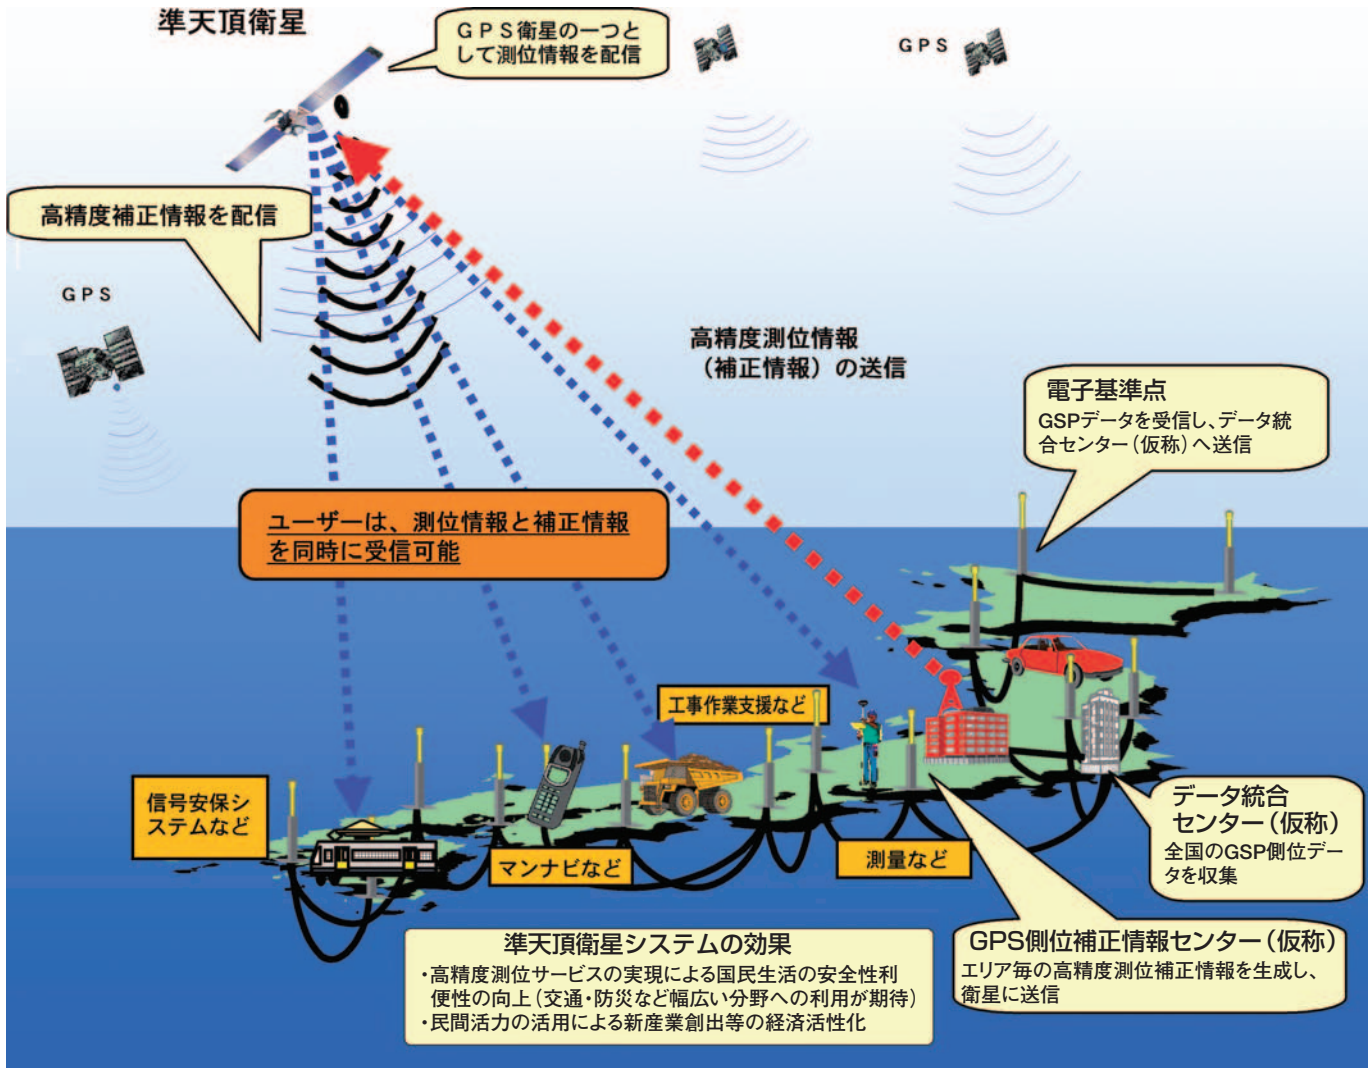 準天頂衛星
GPS衛星の一つと
して測位情報を配信
GPS
高精度補正情報を配信
GPS
高精度測位情報
(補正情報)の送信
電子基準点
GSPデータを受信し、データ統
合センター(仮称)へ送信
ユーザーは、測位情報と補正情報
を同時に受信可能
工事作業支援など
信号安保シ
ステムなど
マンナビなど
測量など
データ統合
センター(仮称)
全国のGSP側位デー
タを収集
GPS側位補正情報センター(仮称)
エリア毎の高精度測位補正情報を生成し、
衛星に送信
準天頂衛星システムの効果
・高精度測位サービスの実現による国民生活の安全性利
便性の向上(交通・防災など幅広い分野への利用が期待)
・民間活力の活用による新産業創出等の経済活性化